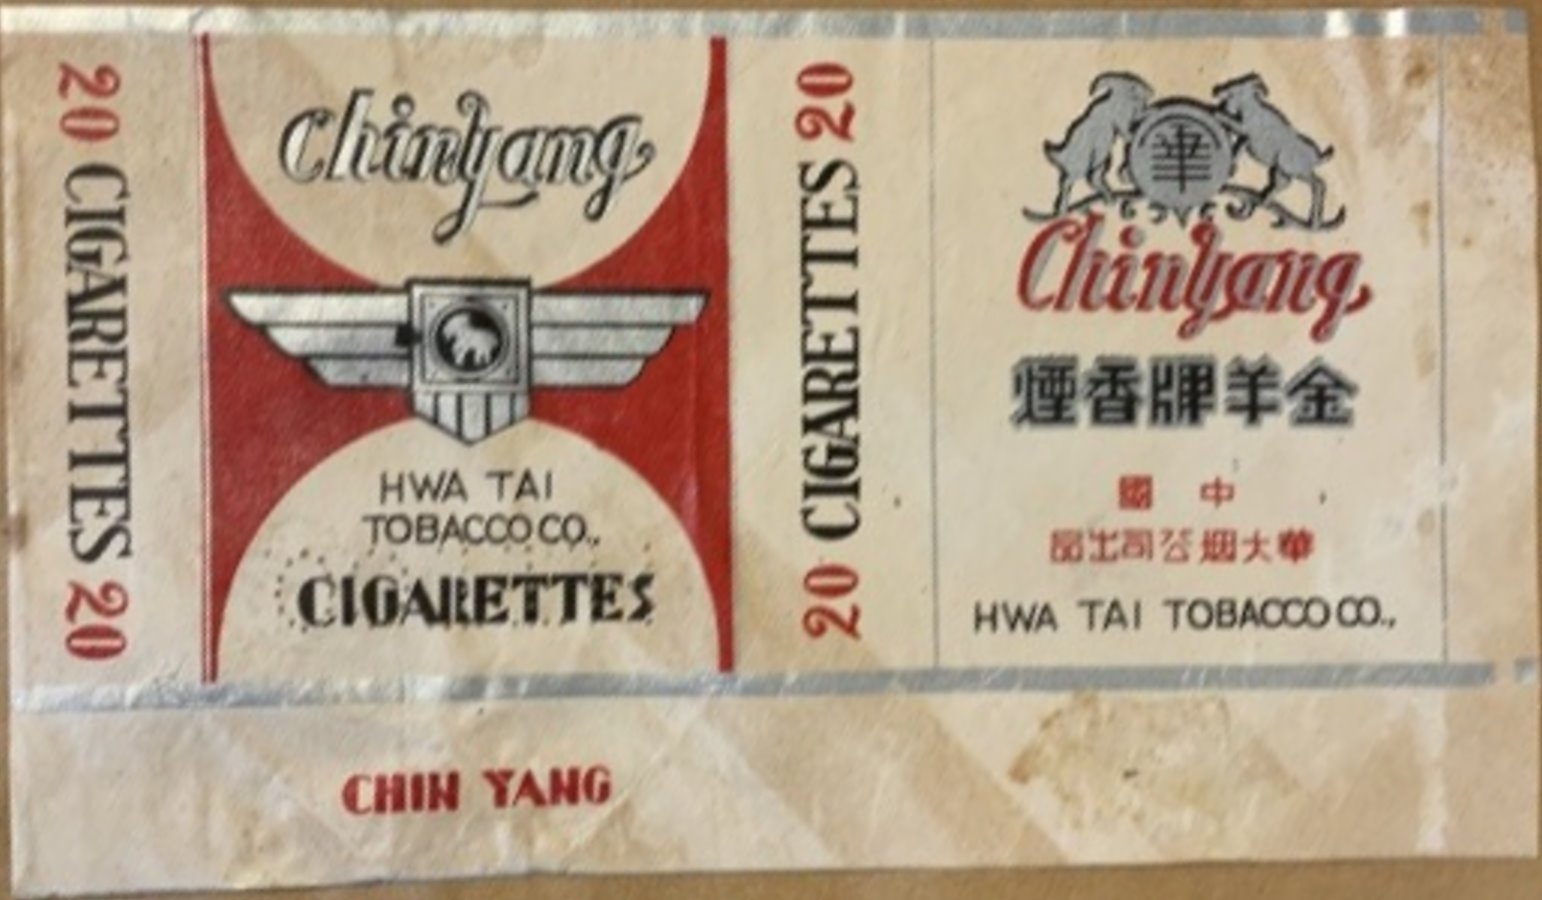 20 CIGARETTES 20
Chinyang
HWA TAI
TOBACCO CO.,
CIGARETTES
20 CIGARETTES 20
華
Chinyang
煙香牌羊金
國中
品出司公烟大華
HWA TAI TOBACCO CO.,
CHIN YANG